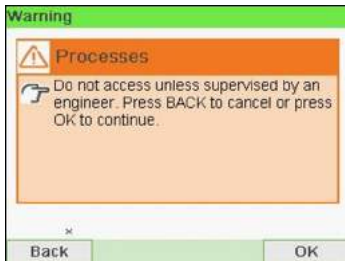 Warning
Processes
Do not access unless supervised by an
engineer. Press BACK to cancel or press
OK to continue.
×
Back
OK